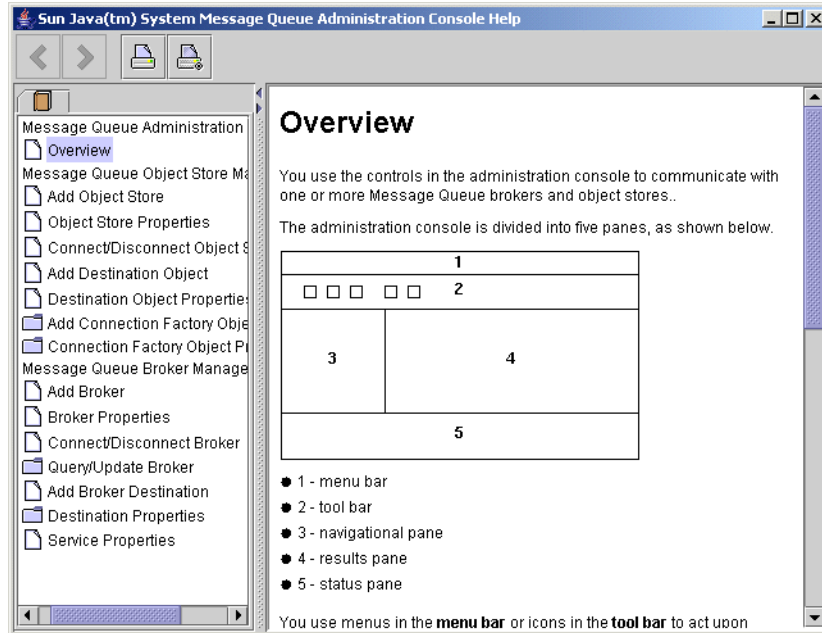 Sun Java(tm) System Message Queue Administration Console Help
Message Queue Administration
Overview
Message Queue Object Store Ma
Add Object Store
Object Store Properties
Connect/Disconnect Object S
Add Destination Object
Destination Object Propertie
Add Connection Factory Obje
Connection Factory Object P
Message Queue Broker Manage
Add Broker
Broker Properties
Connect/Disconnect Broker
Query/Update Broker
Add Broker Destination
Destination Properties
Service Properties
Overview
You use the controls in the administration console to communicate with
one or more Message Queue brokers and object stores..
The administration console is divided into five panes, as shown below.
1
2
3 4
5
1 - menu bar
2 - tool bar
3 - navigational pane
4 - results pane
5 - status pane
You use menus in the menu bar or icons in the tool bar to act upon